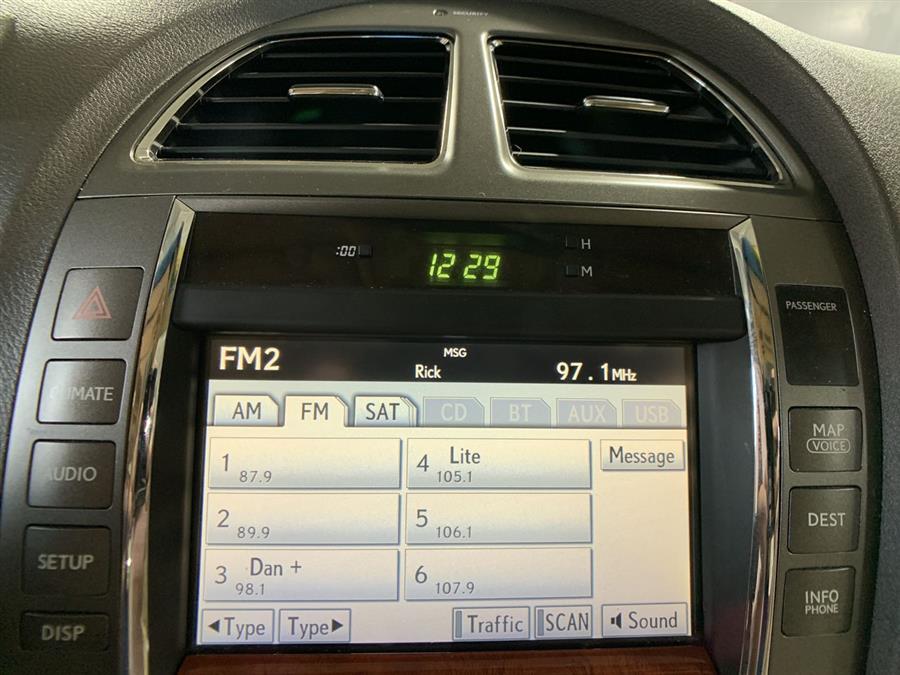 SECURITY
:00
12 29
H
M
PASSENGER
CLIMATE
AUDIO
SETUP
DISP
MAP
VOICE
DEST
INFO
PHONE
FM2
MSG
Rick
97.1 MHz
AM FM SAT CD BT AUX USB
1 87.9
4 Lite 105.1
Message
2 89.9
5 106.1
3 Dan + 98.1
6 107.9
◄Type Type► Traffic SCAN Sound